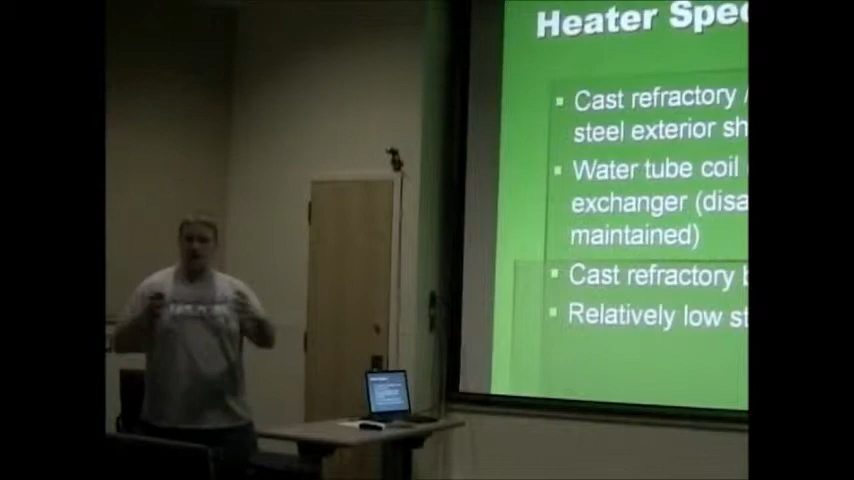 Heater Spec
Cast refractory /
steel exterior sh
Water tube coil
exchanger (disa
maintained)
Cast refractory b
Relatively low st